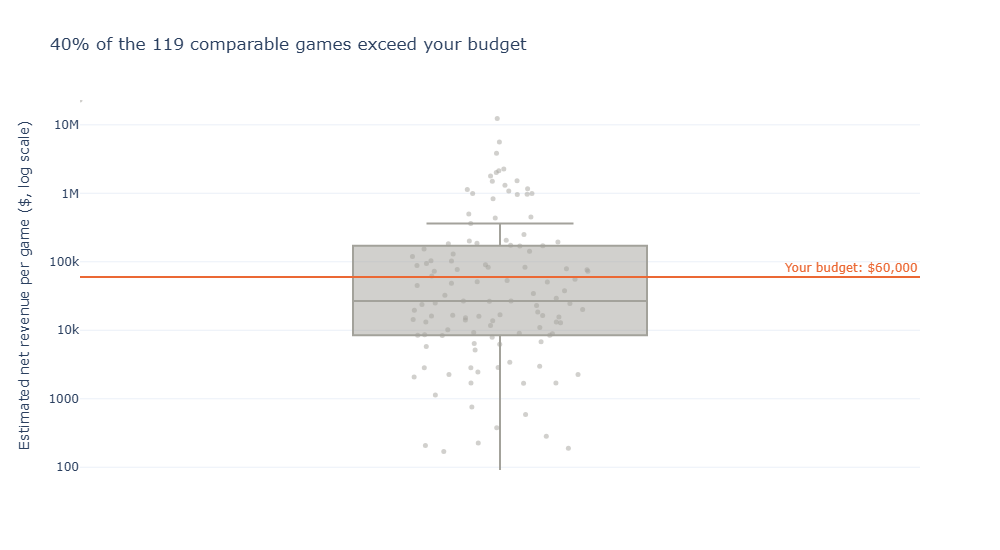 40% of the 119 comparable games exceed your budget
Estimated net revenue per game ($, log scale)
10M
1M
100k
Your budget: $60,000
10k
1000
100